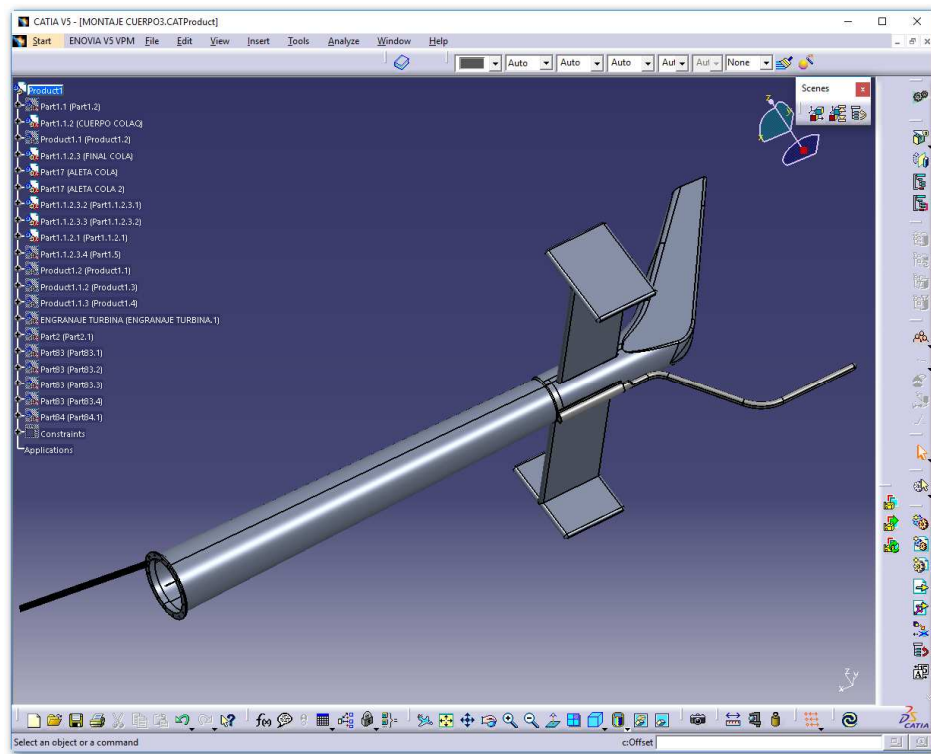 CATIA V5 - [MONTAJE CUERPO3.CATProduct]
Start ENOVIA V5 VPM File Edit View Insert Tools Analyze Window Help
Auto Auto Auto Aut Aut None
Scenes
Product1
Part1.1 (Part1.2)
Part1.1.2 (CUERPO COLAO)
Product1.1 (Product1.2)
Part1.1.2.3 (FINAL COLA)
Part17 (ALETA COLA)
Part17 (ALETA COLA 2)
Part1.1.2.3.2 (Part1.1.2.3.1)
Part1.1.2.3.3 (Part1.1.2.3.2)
Part1.1.2.1 (Part1.1.2.1)
Part1.1.2.3.4 (Part1.5)
Product1.2 (Product1.1)
Product1.1.2 (Product1.3)
Product1.1.3 (Product1.4)
ENGRANAJE TURBINA (ENGRANAJE TURBINA.1)
Part2 (Part2.1)
Part83 (Part83.1)
Part83 (Part83.2)
Part83 (Part83.3)
Part83 (Part83.4)
Part84 (Part84.1)
Constraints
Applications
z
y
x
z
y
x
f(x)
CATIA
Select an object or a command c:Offset